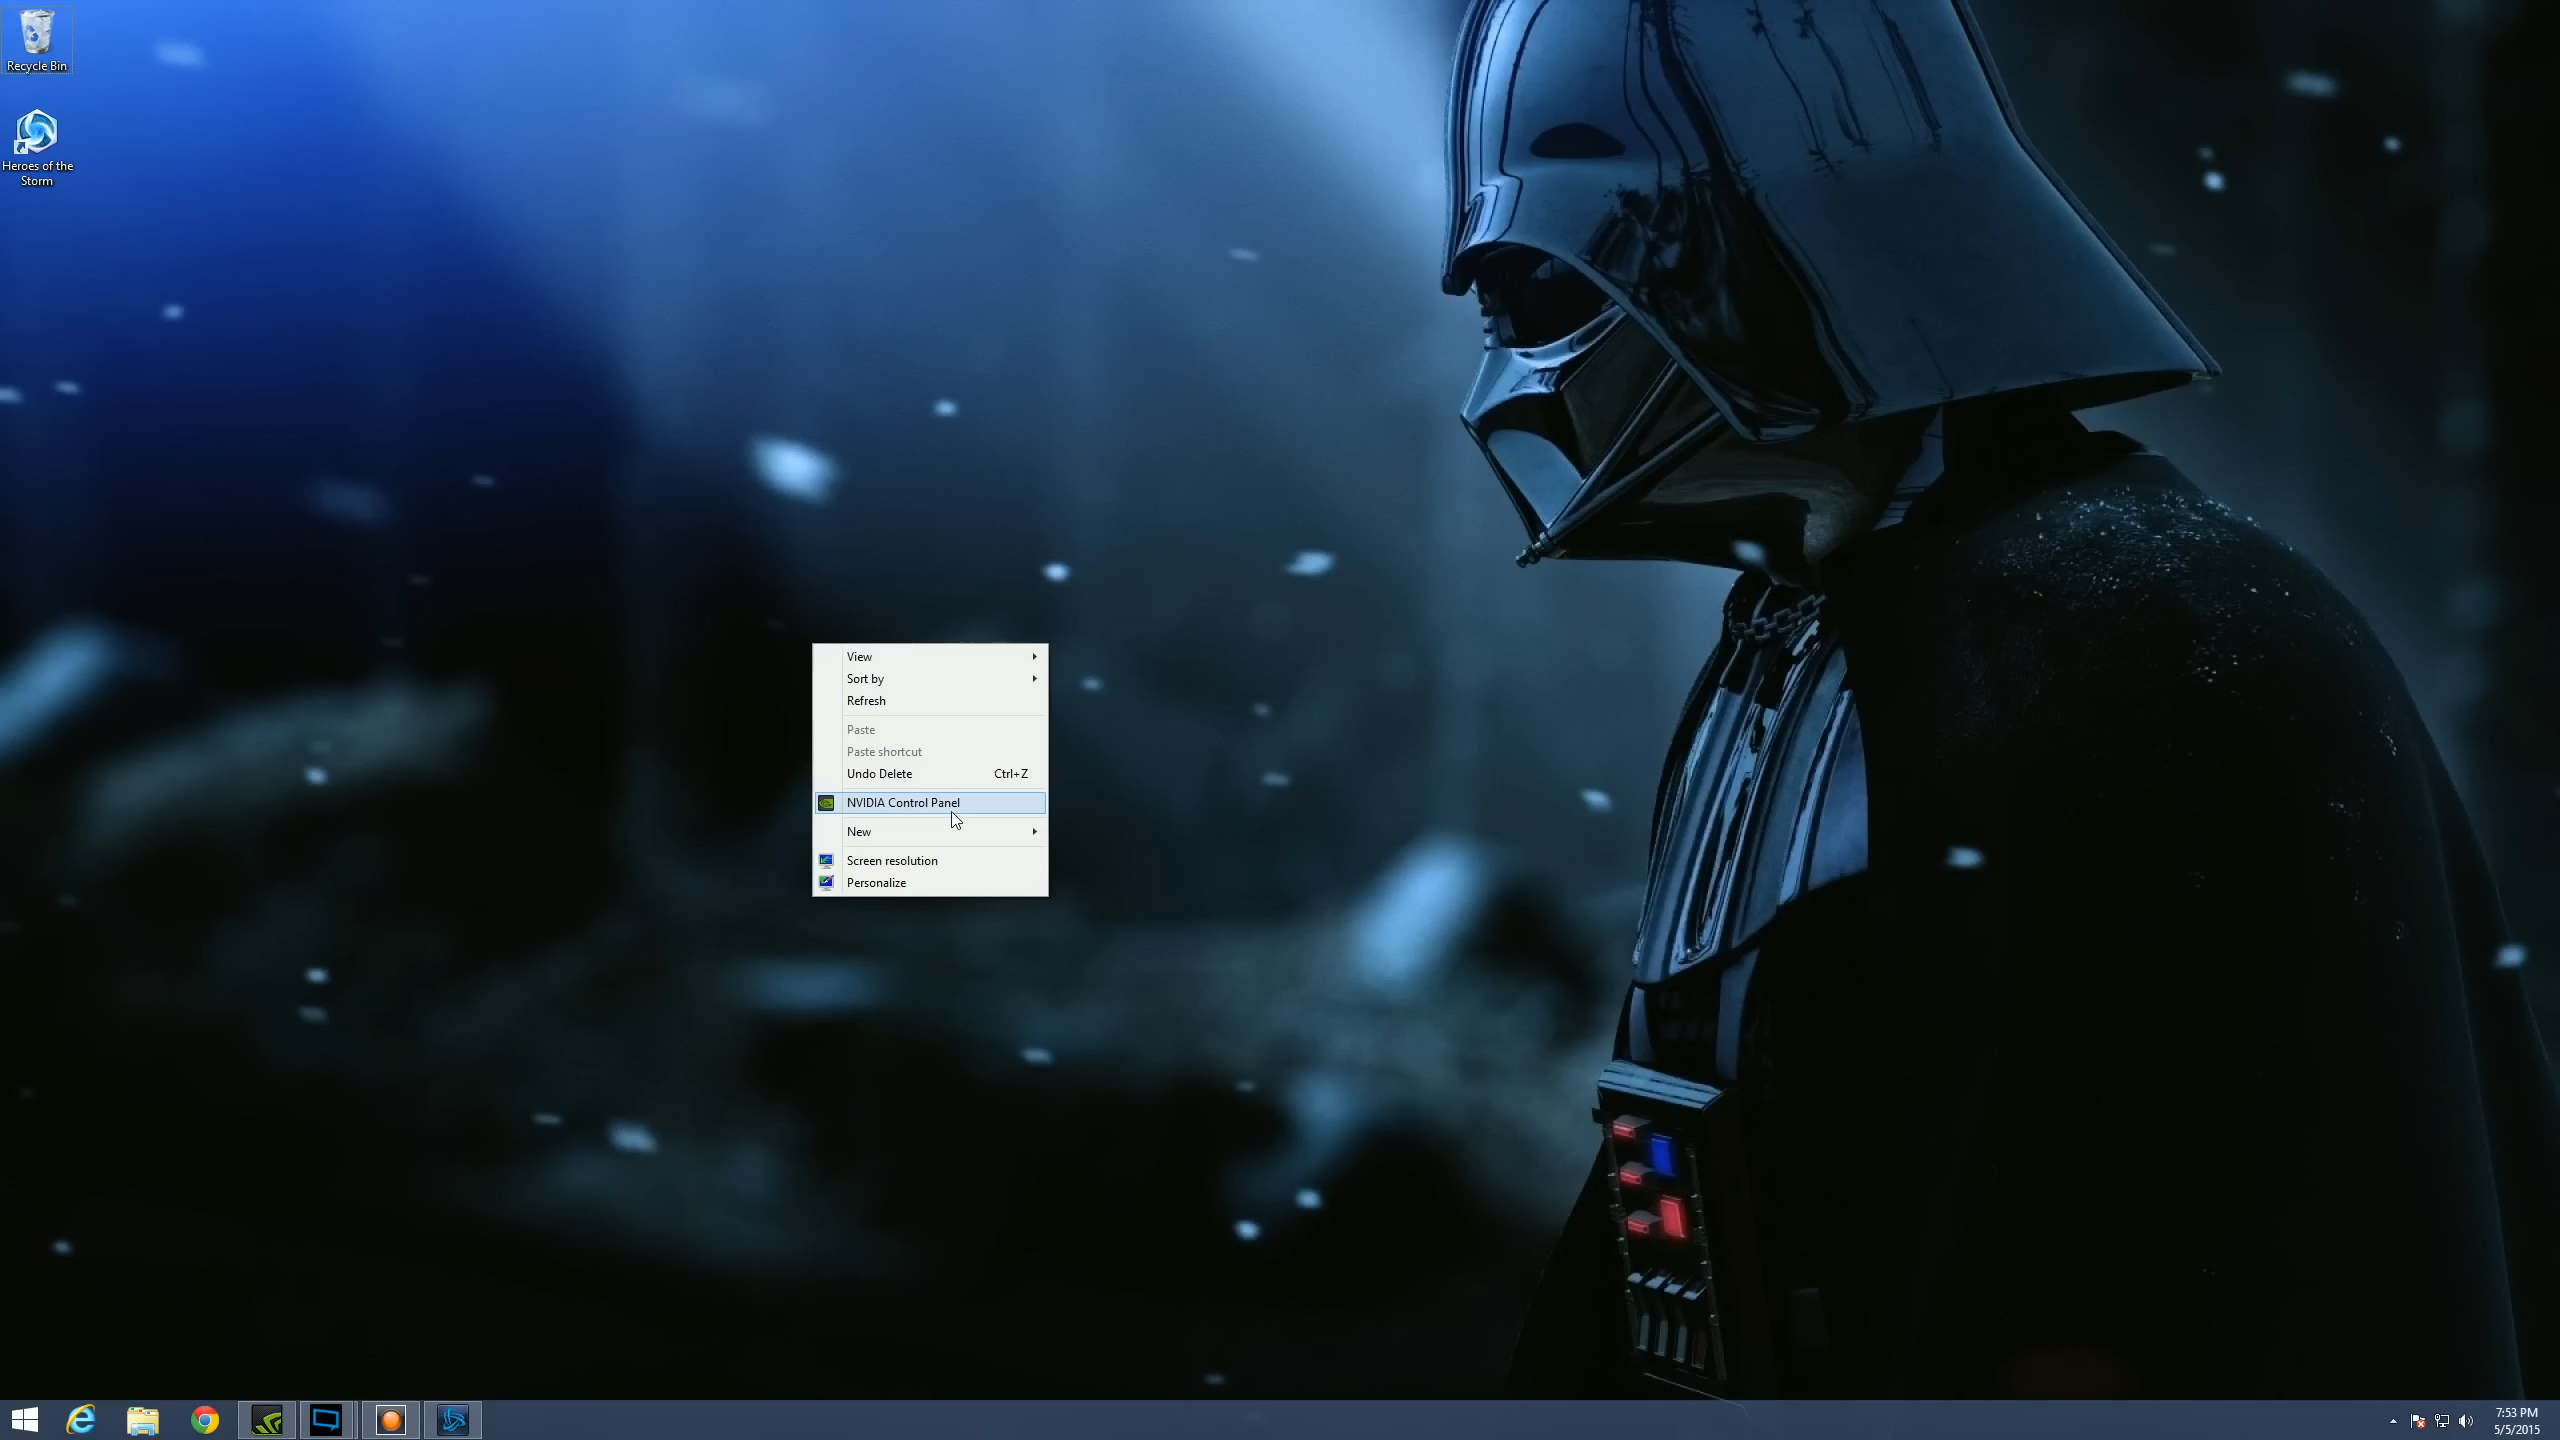 Recycle Bin
Heroes of the
Storm
View
Sort by
Refresh
Paste
Paste shortcut
Undo Delete Ctrl+Z
NVIDIA Control Panel
New
Screen resolution
Personalize
7:53 PM
5/5/2015